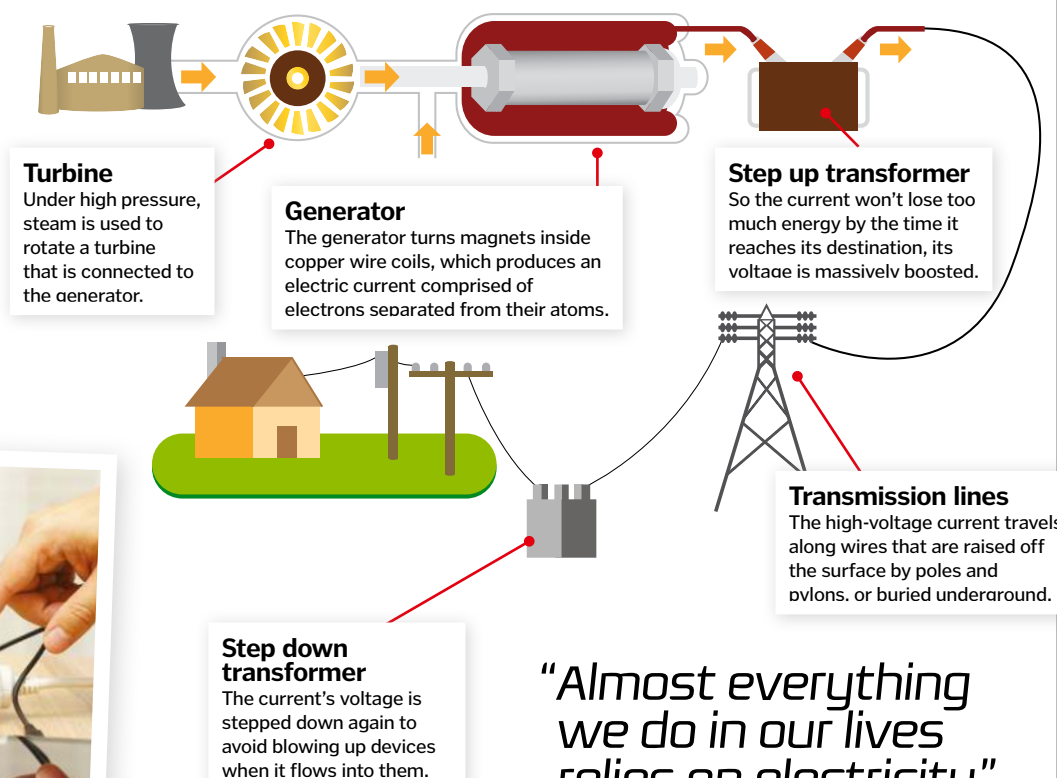 Turbine
Under high pressure,
steam is used to
rotate a turbine
that is connected to
the generator.
Generator
The generator turns magnets inside
copper wire coils, which produces an
electric current comprised of
electrons separated from their atoms.
Step up transformer
So the current won't lose too
much energy by the time it
reaches its destination, its
voltage is massively boosted.
Transmission lines
The high-voltage current travels
along wires that are raised off
the surface by poles and
pylons, or buried underground.
Step down
transformer
The current's voltage is
stepped down again to
avoid blowing up devices
when it flows into them.
“Almost everything
we do in our lives
relies on electricity”